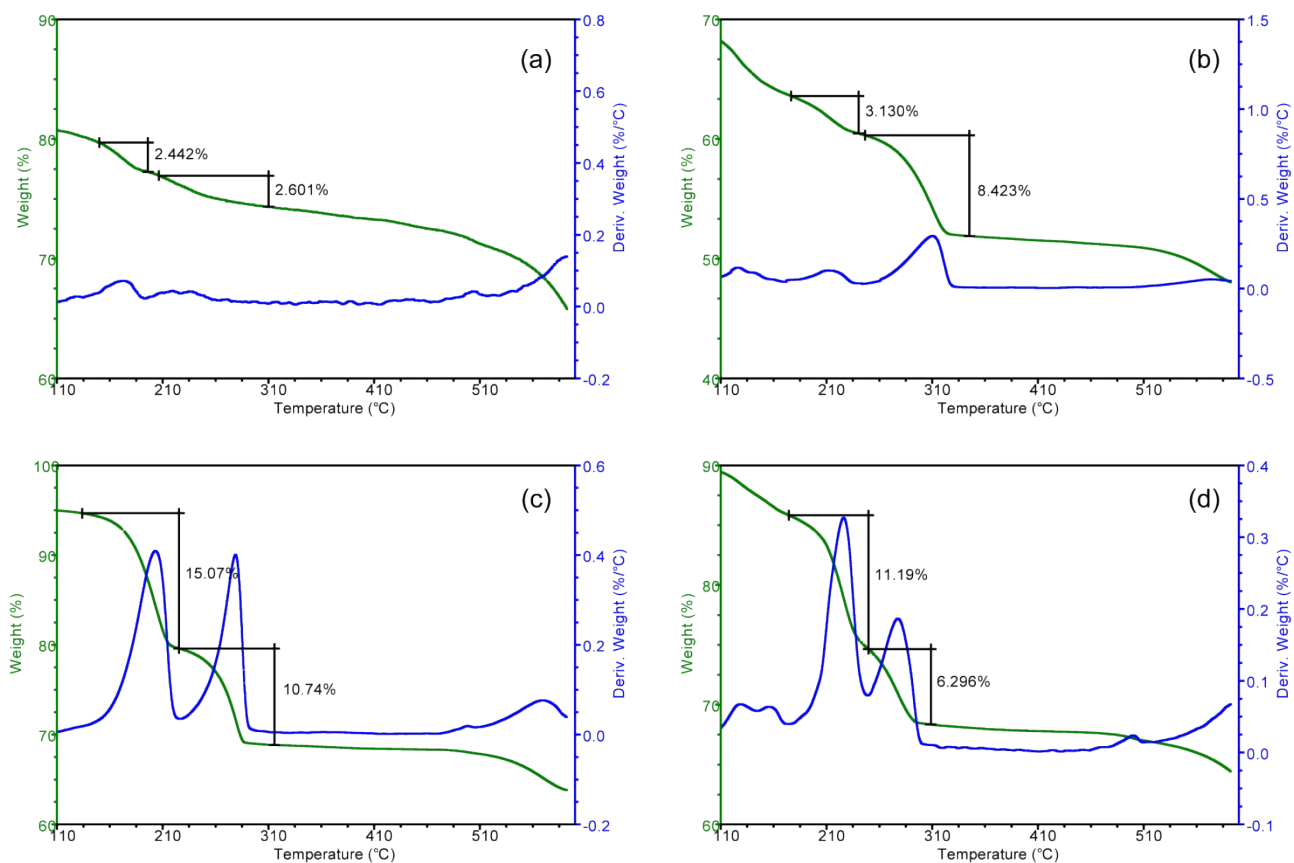 (a)
90
80
70
60
Weight (%)
2.442%
2.601%
0.8
0.6
0.4
0.2
0.0
-0.2
Deriv. Weight (%/°C)
110 210 310 410 510
Temperature (°C)
(b)
70
60
50
40
Weight (%)
3.130%
8.423%
1.5
1.0
0.5
0.0
-0.5
Deriv. Weight (%/°C)
110 210 310 410 510
Temperature (°C)
(c)
100
90
80
70
60
Weight (%)
15.07%
10.74%
0.6
0.4
0.2
0.0
-0.2
Deriv. Weight (%/°C)
110 210 310 410 510
Temperature (°C)
(d)
90
80
70
60
Weight (%)
11.19%
6.296%
0.4
0.3
0.2
0.1
0.0
-0.1
Deriv. Weight (%/°C)
110 210 310 410 510
Temperature (°C)